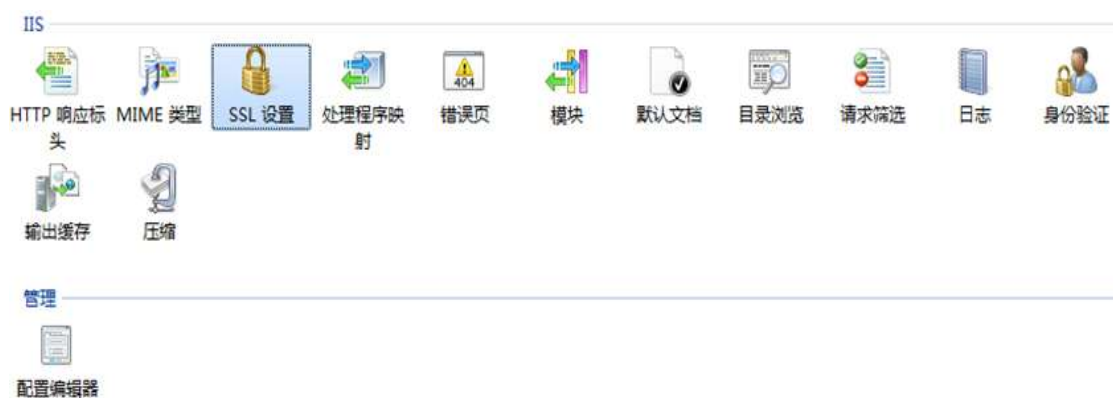 IIS
HTTP 响应标头
MIME 类型
SSL 设置
处理程序映射
404
错误页
模块
默认文档
目录浏览
请求筛选
日志
身份验证
输出缓存
压缩
管理
配置编辑器